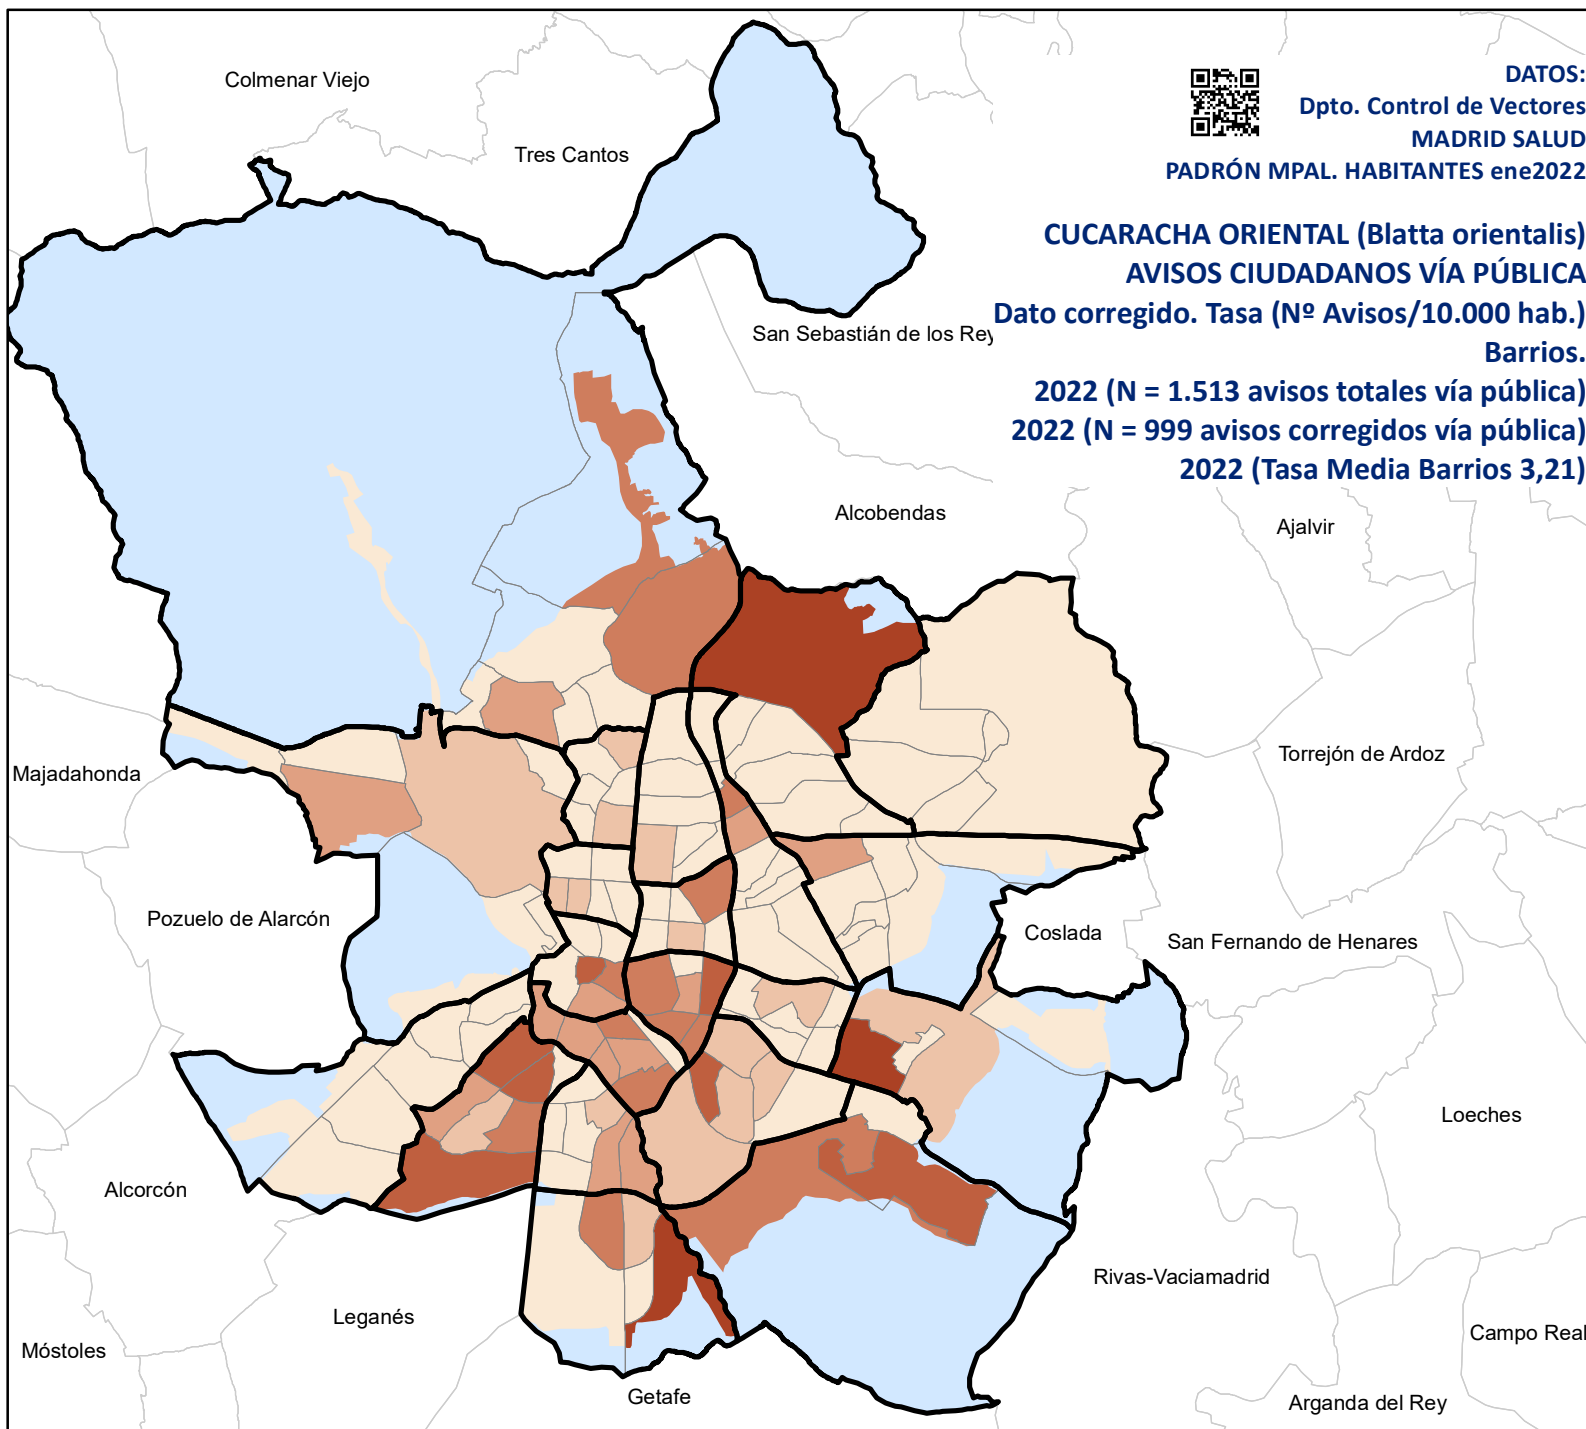 DATOS:
Dpto. Control de Vectores
MADRID SALUD
PADRÓN MPAL. HABITANTES ene2022
CUCARACHA ORIENTAL (Blatta orientalis)
AVISOS CIUDADANOS VÍA PÚBLICA
Dato corregido. Tasa (Nº Avisos/10.000 hab.)
Barrios.
2022 (N = 1.513 avisos totales vía pública)
2022 (N = 999 avisos corregidos vía pública)
2022 (Tasa Media Barrios 3,21)
Colmenar Viejo
Tres Cantos
San Sebastián de los Rey
Alcobendas
Ajalvir
Torrejón de Ardoz
Majadahonda
Pozuelo de Alarcón
Coslada
San Fernando de Henares
Loeches
Alcorcón
Rivas-Vaciamadrid
Leganés
Móstoles
Campo Real
Getafe
Arganda del Rey